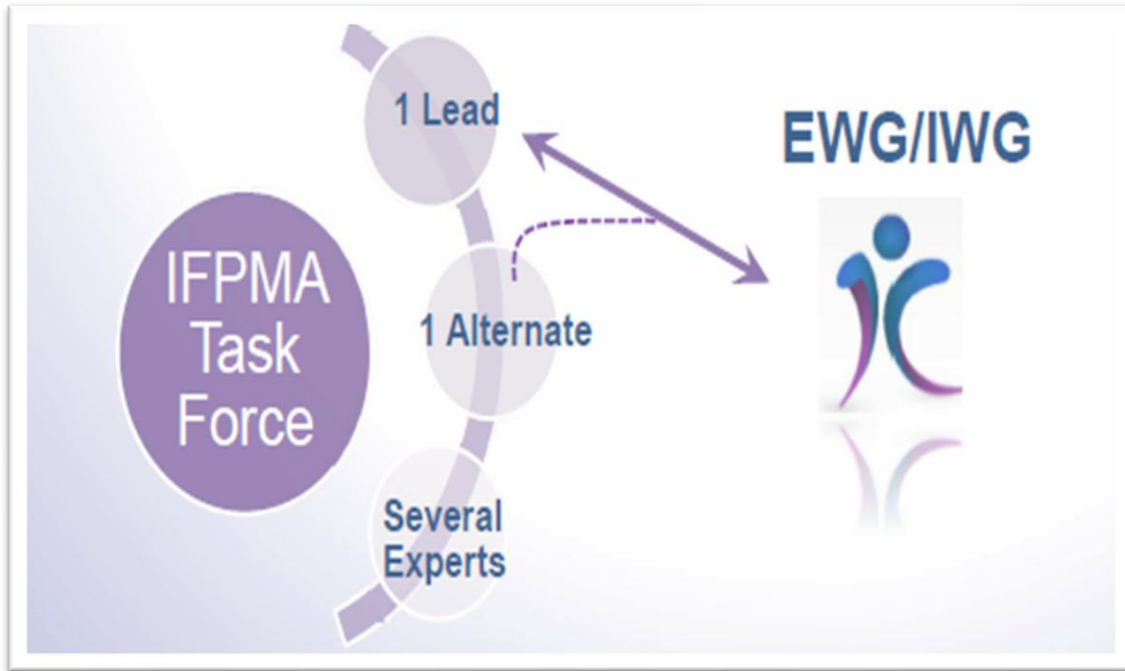 IFPMA
Task
Force
1 Lead
1 Alternate
Several
Experts
EWG/IWG